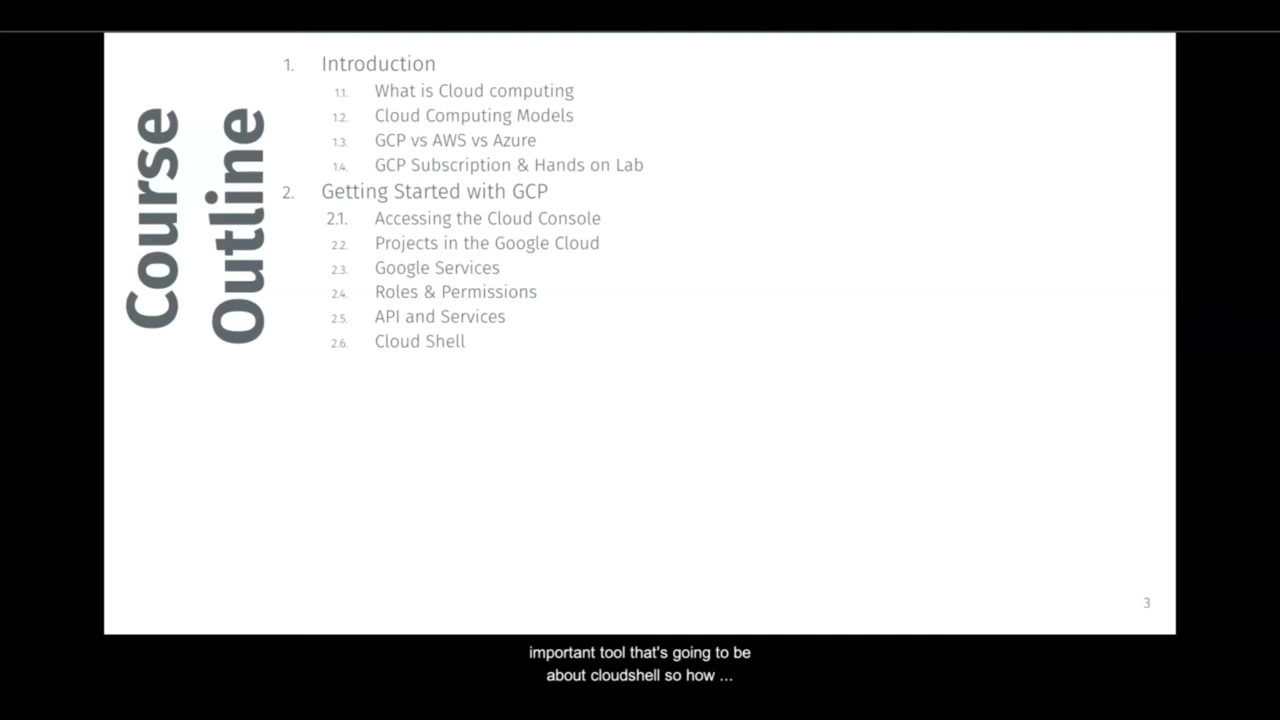 Course
Outline
1. Introduction
1.1. What is Cloud computing
1.2. Cloud Computing Models
1.3. GCP vs AWS vs Azure
1.4. GCP Subscription & Hands on Lab
2. Getting Started with GCP
2.1. Accessing the Cloud Console
2.2. Projects in the Google Cloud
2.3. Google Services
2.4. Roles & Permissions
2.5. API and Services
2.6. Cloud Shell
3
important tool that's going to be
about cloudshell so how ...